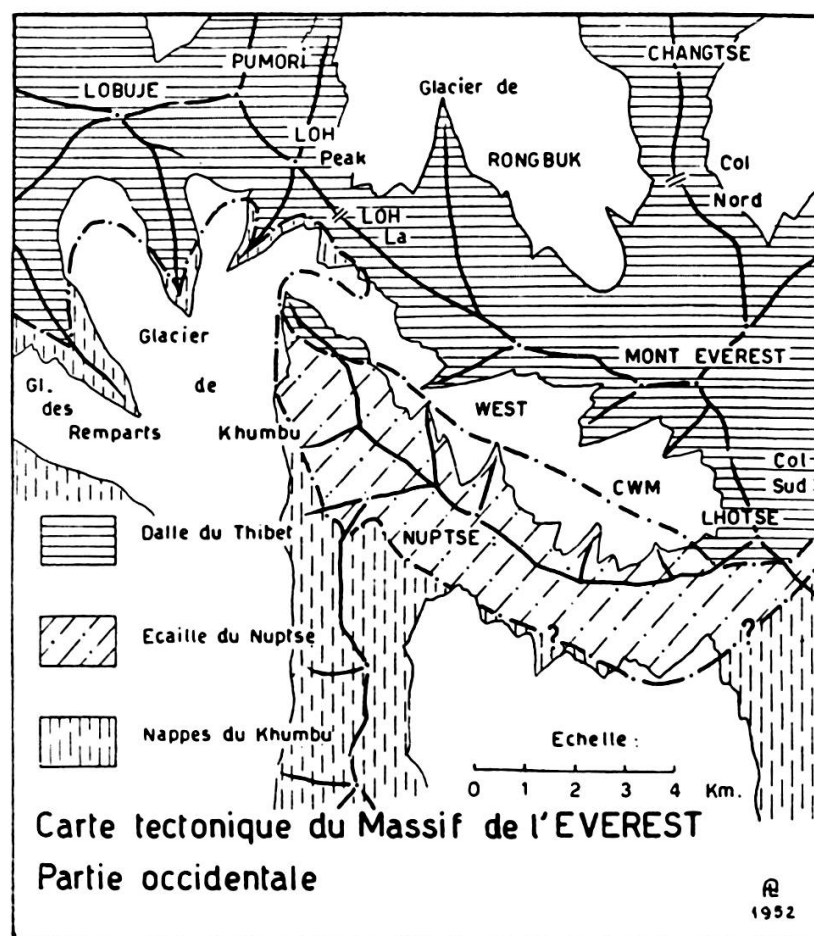 PUMORI
CHANGTSE
LOBUJE
Glacier de
LOH
Peak
RONGBUK
Col
Nord
LOH
La
Glacier
MONT EVEREST
Gl.
des
de
WEST
Remparts
Khumbu
Col
Sud
CWM
LHOTSE
Dalle du Thibet
NUPTSE
Ecaille du Nuptse
?
?
Nappes du Khumbu
Echelle :
0 1 2 3 4 Km.
Carte tectonique du Massif de l'EVEREST
Partie occidentale
1952